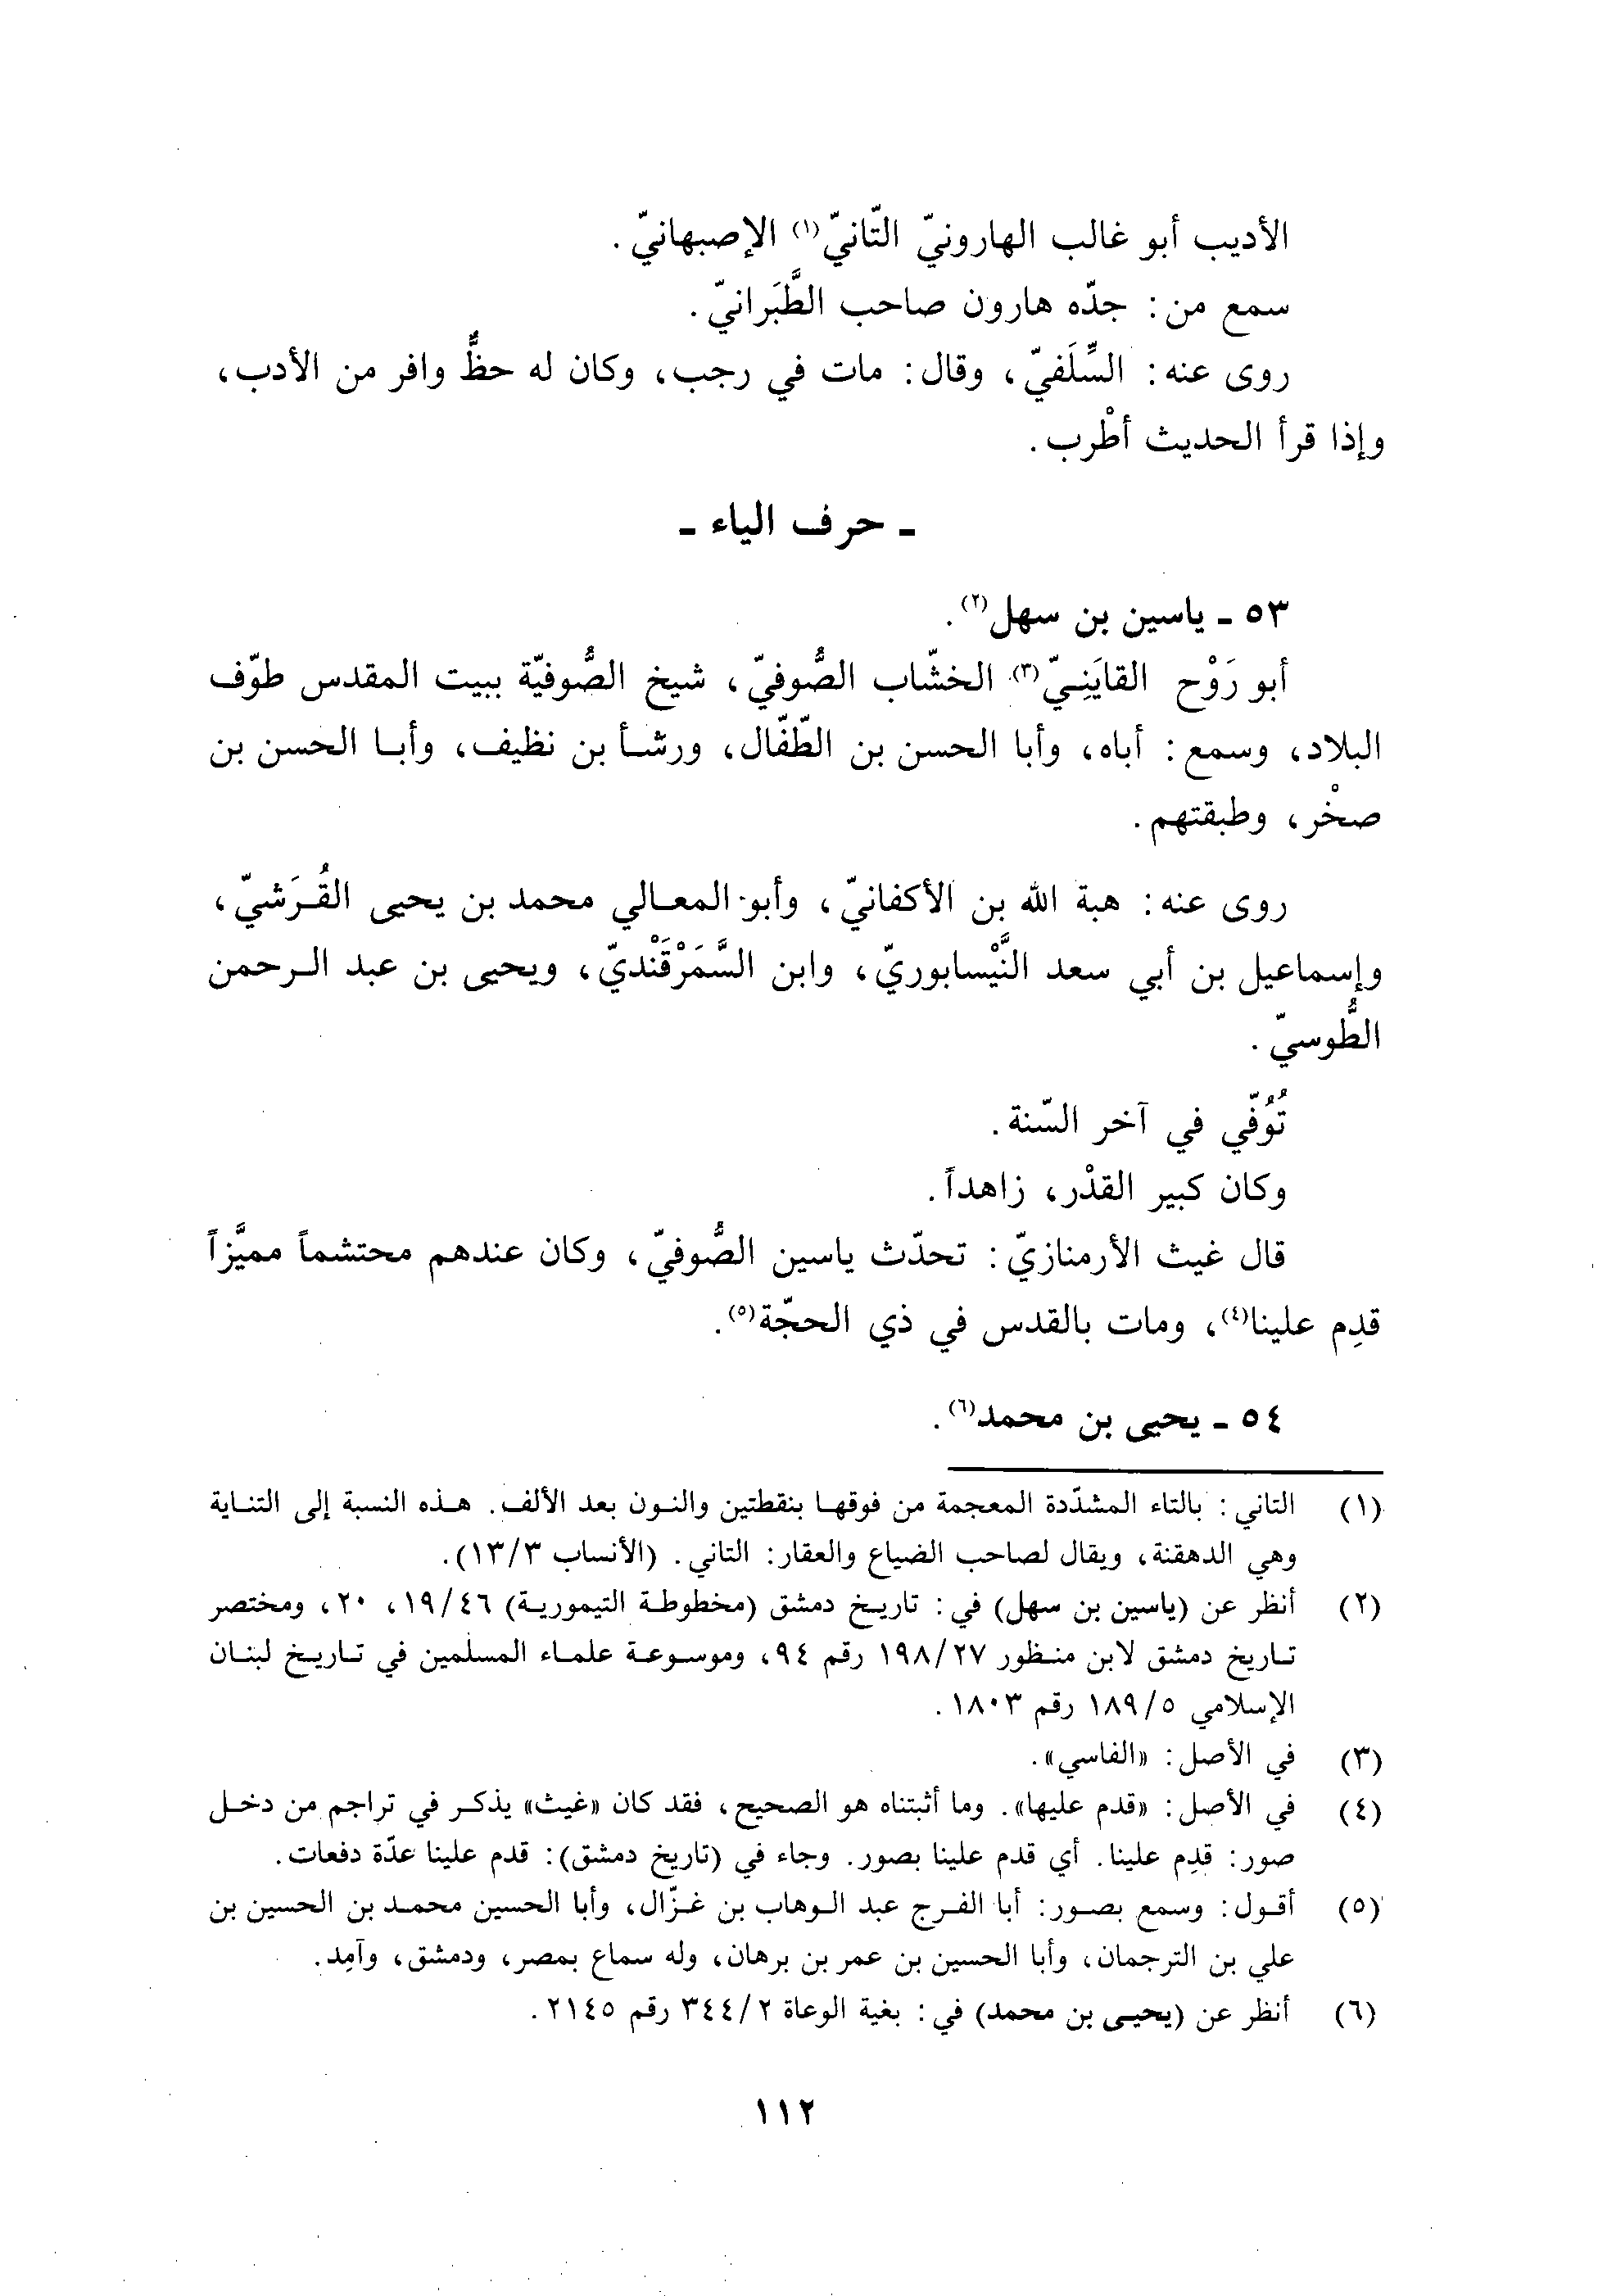 الأديب أبو غالب الهارونيّ التّانيّ(١) الإصبهانيّ.
سمع من: جدّه هارون صاحب الطَّبَرانيّ.
روى عنه: السِّلَفيّ، وقال: مات في رجب، وكان له حظٌّ وافر من الأدب،
وإذا قرأ الحديث أطْرب.
ـ حرف الياء ـ
٥٣ ـ ياسين بن سهل(٢).
أبو رَوْح القايَنِيّ(٣) الخشّاب الصُّوفيّ، شيخ الصُّوفيّة ببيت المقدس طوّف
البلاد، وسمع: أباه، وأبا الحسن بن الطّفّال، ورشأ بن نظيف، وأبا الحسن بن
صخْر، وطبقتهم.
روى عنه: هبة الله بن الأكفانيّ، وأبو المعالي محمد بن يحيى القُرَشيّ،
وإسماعيل بن أبي سعد النَّيْسابوريّ، وابن السَّمَرْقَنْديّ، ويحيى بن عبد الرحمن
الطُّوسيّ.
تُوُفّي في آخر السّنة.
وكان كبير القدْر، زاهداً.
قال غيث الأرمنازيّ: تحدّث ياسين الصُّوفيّ، وكان عندهم محتشماً مميَّزاً
قدِم علينا(٤)، ومات بالقدس في ذي الحجّة(٥).
٥٤ ـ يحيى بن محمد(٦).
(١) التاني: بالتاء المشدّدة المعجمة من فوقها بنقطتين والنون بعد الألف. هذه النسبة إلى التناية
وهي الدهقنة، ويقال لصاحب الضياع والعقار: التاني. (الأنساب ١٣/٣).
(٢) أنظر عن (ياسين بن سهل) في: تاريخ دمشق (مخطوطة التيمورية) ١٩/٤٦، ٢٠، ومختصر
تاريخ دمشق لابن منظور ١٩٨/٢٧ رقم ٩٤، وموسوعة علماء المسلمين في تاريخ لبنان
الإسلامي ١٨٩/٥ رقم ١٨٠٣.
(٣) في الأصل: «الفاسي».
(٤) في الأصل: «قدم عليها». وما أثبتناه هو الصحيح، فقد كان «غيث» يذكر في تراجم من دخل
صور: قدِم علينا. أي قدم علينا بصور. وجاء في (تاريخ دمشق): قدم علينا عدّة دفعات.
(٥) أقول: وسمع بصور: أبا الفرج عبد الوهاب بن غزّال، وأبا الحسين محمد بن الحسين بن
علي بن الترجمان، وأبا الحسين بن عمر بن برهان، وله سماع بمصر، ودمشق، وآمِد.
(٦) أنظر عن (يحيى بن محمد) في: بغية الوعاة ٣٤٤/٢ رقم ٢١٤٥.
١١٢